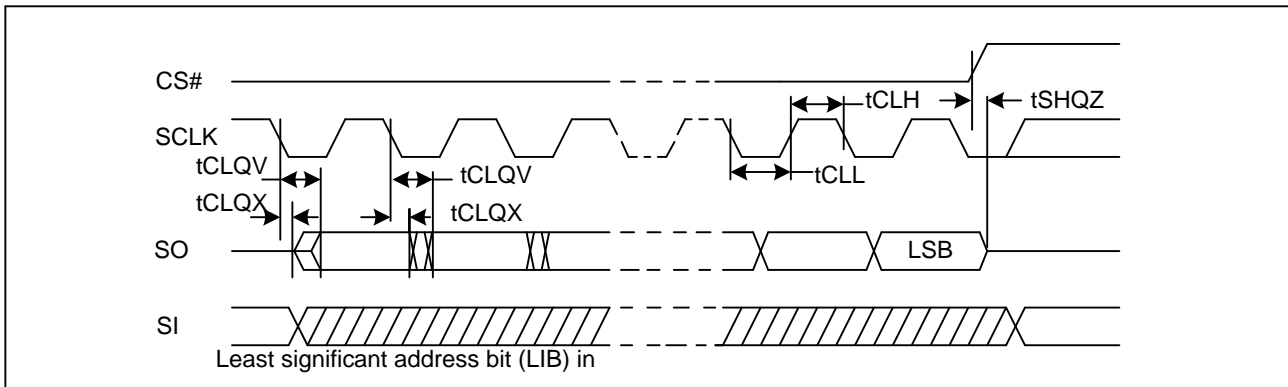 CS#
tCLH
tSHQZ
SCLK
tCLQV
tCLQV
tCLL
tCLQX
tCLQX
SO
LSB
SI
Least significant address bit (LIB) in